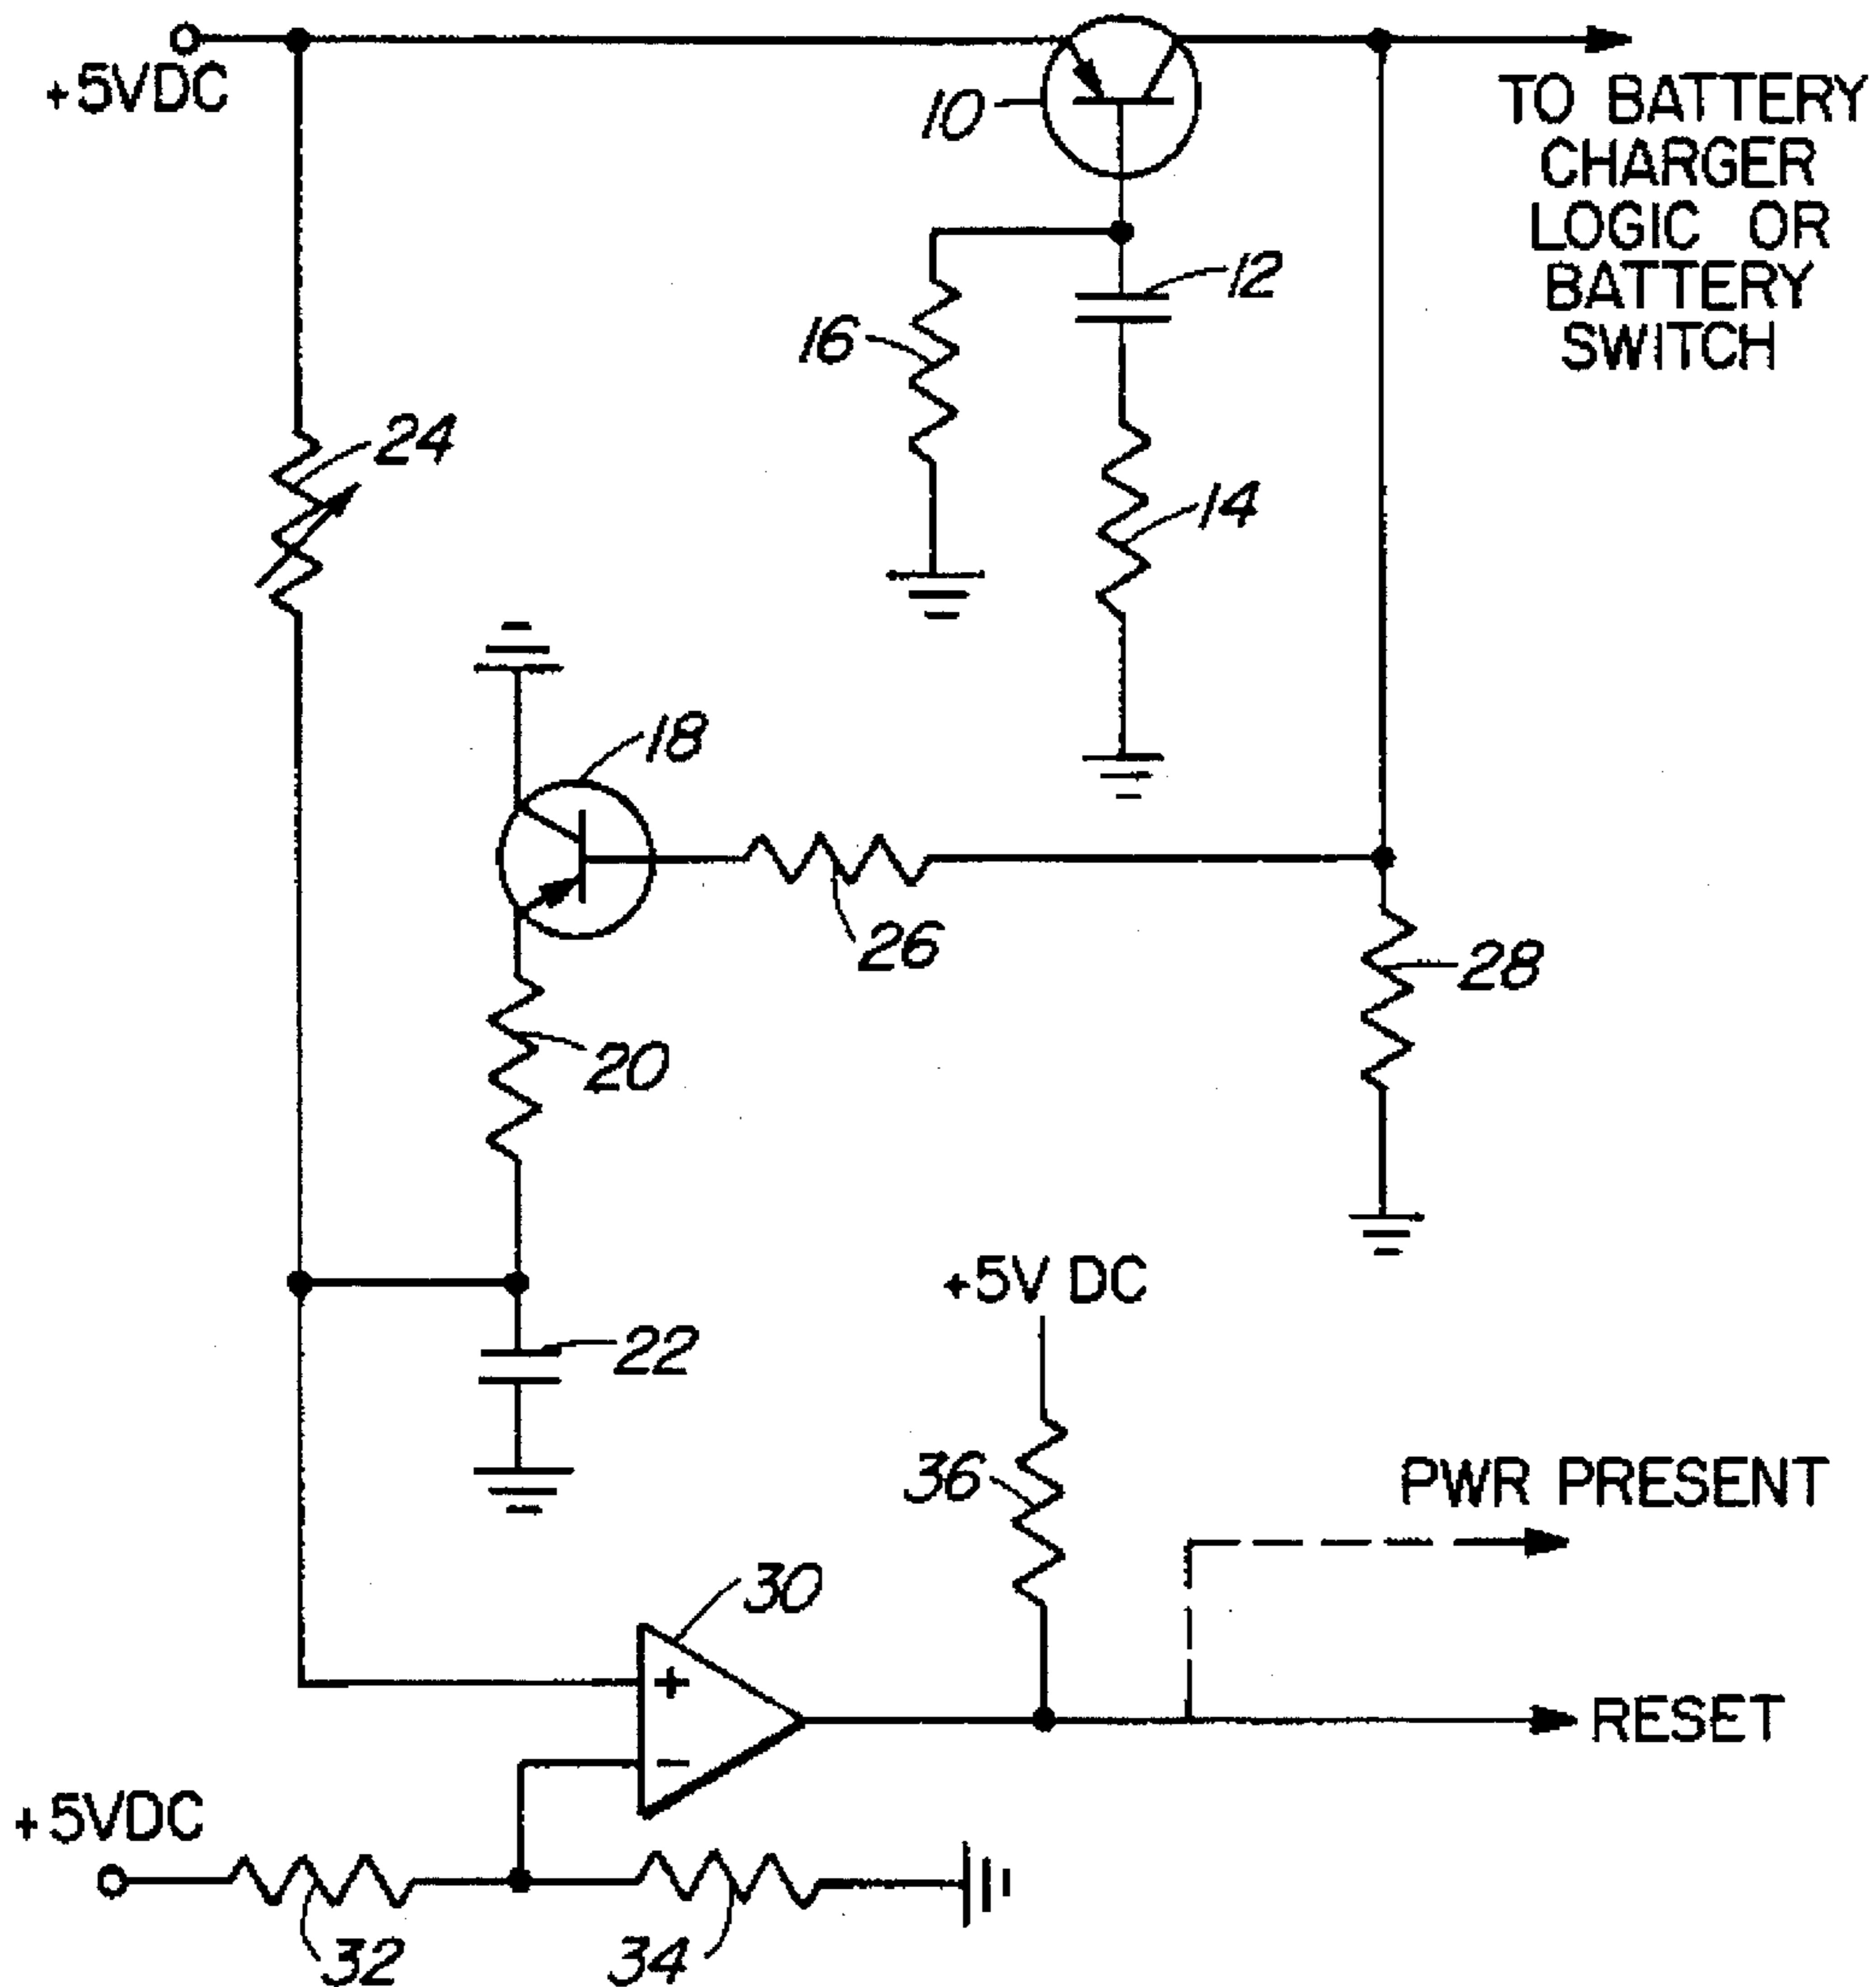 +5VDC
10
TO BATTERY
CHARGER
LOGIC OR
BATTERY
SWITCH
12
16
24
14
18
26
28
20
+5V DC
22
36
PWR PRESENT
30
+
RESET
-
+5VDC
32
34